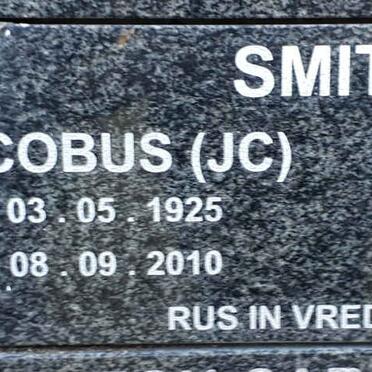 SMIT
COBUS (JC)
03 . 05 . 1925
08 . 09 . 2010
RUS IN VRED